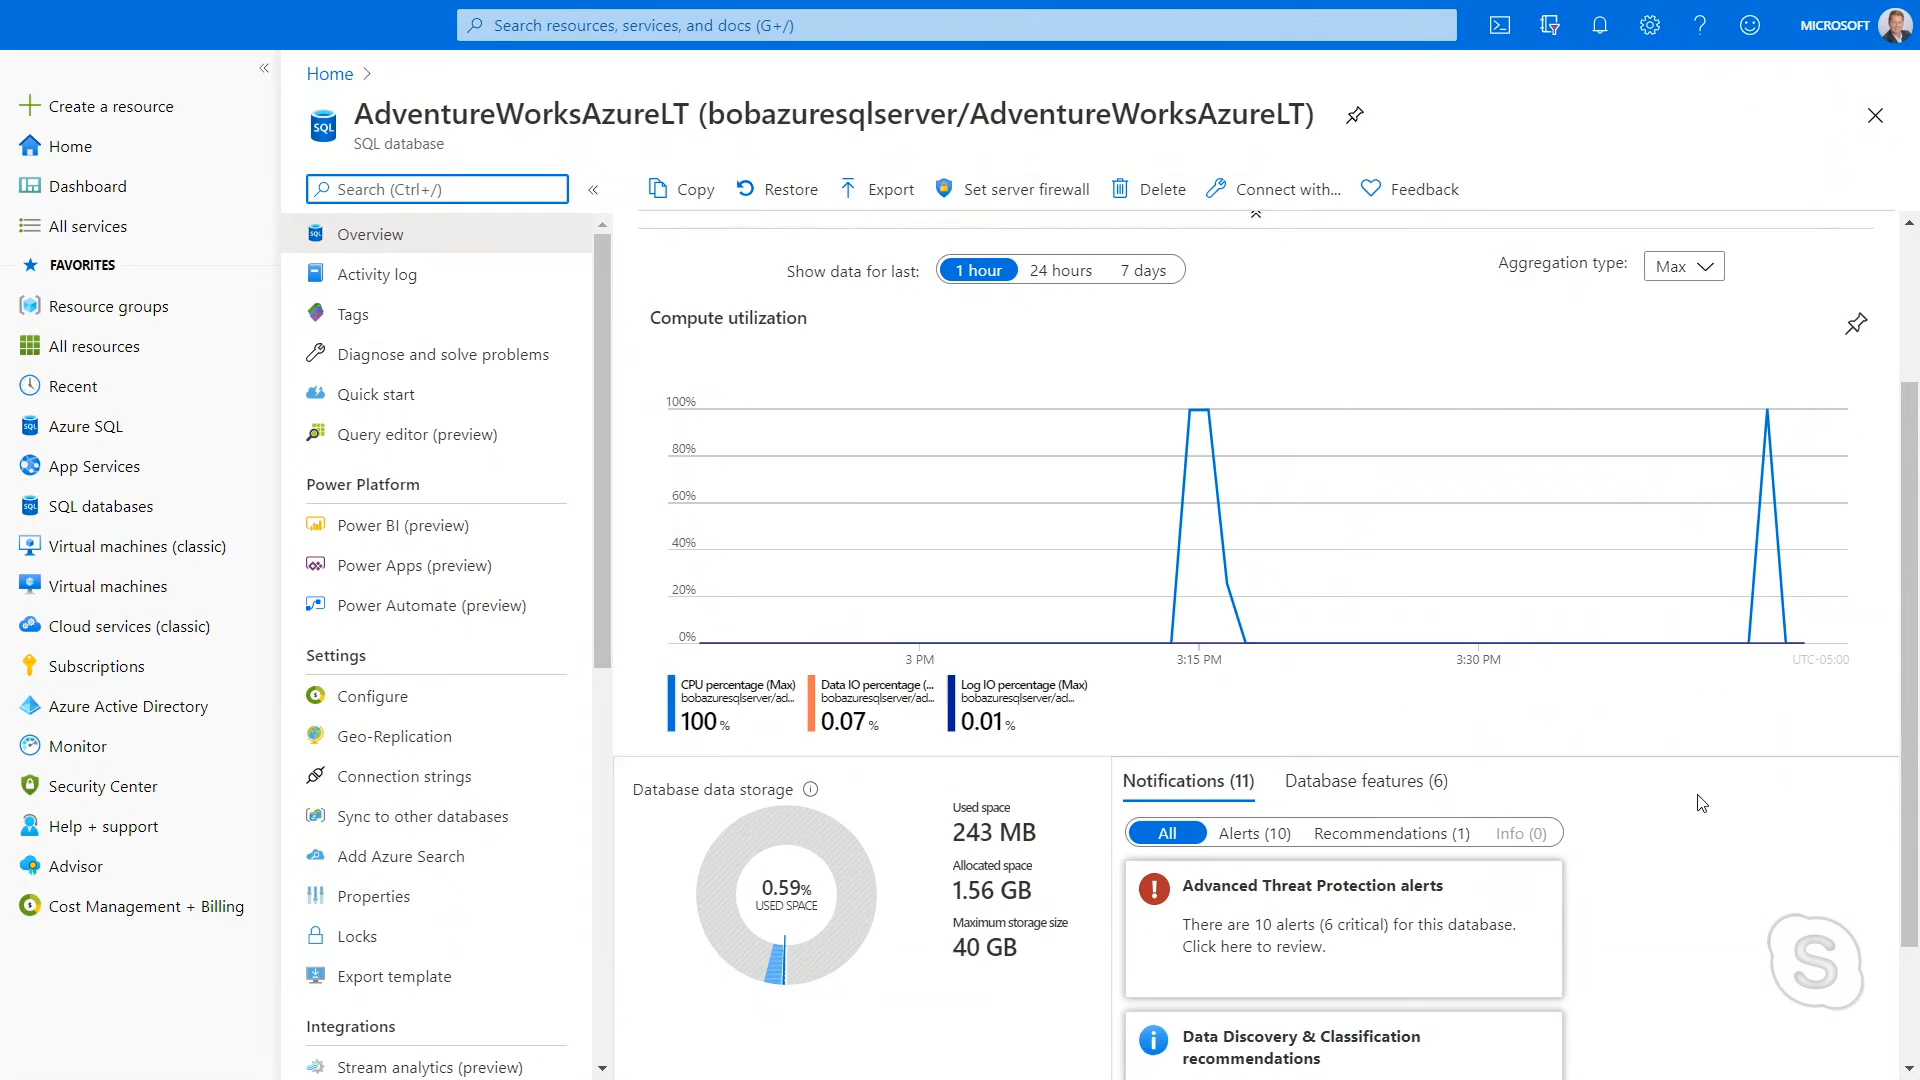 Search resources, services, and docs (G+/)
MICROSOFT
Create a resource
Home
Dashboard
All services
FAVORITES
Resource groups
All resources
Recent
Azure SQL
App Services
SQL databases
Virtual machines (classic)
Virtual machines
Cloud services (classic)
Subscriptions
Azure Active Directory
Monitor
Security Center
Help + support
Advisor
Cost Management + Billing
Home
SQL
AdventureWorksAzureLT (bobazuresqlserver/AdventureWorksAzureLT)
SQL database
Search (Ctrl+/)
Overview
Activity log
Tags
Diagnose and solve problems
Quick start
Query editor (preview)
Power Platform
Power BI (preview)
Power Apps (preview)
Power Automate (preview)
Settings
Configure
Geo-Replication
Connection strings
Sync to other databases
Add Azure Search
Properties
Locks
Export template
Integrations
Stream analytics (preview)
Copy Restore Export Set server firewall Delete Connect with... Feedback
Show data for last: 1 hour 24 hours 7 days
Aggregation type: Max
Compute utilization
100%
80%
60%
40%
20%
0%
3 PM 3:15 PM 3:30 PM UTC-05:00
CPU percentage (Max)
bobazuresqlserver/ad...
100 %
Data IO percentage (...
bobazuresqlserver/ad...
0.07 %
Log IO percentage (Max)
bobazuresqlserver/ad...
0.01 %
Database data storage
0.59%
USED SPACE
Used space
243 MB
Allocated space
1.56 GB
Maximum storage size
40 GB
Notifications (11) Database features (6)
All Alerts (10) Recommendations (1) Info (0)
Advanced Threat Protection alerts
There are 10 alerts (6 critical) for this database.
Click here to review.
Data Discovery & Classification
recommendations
S